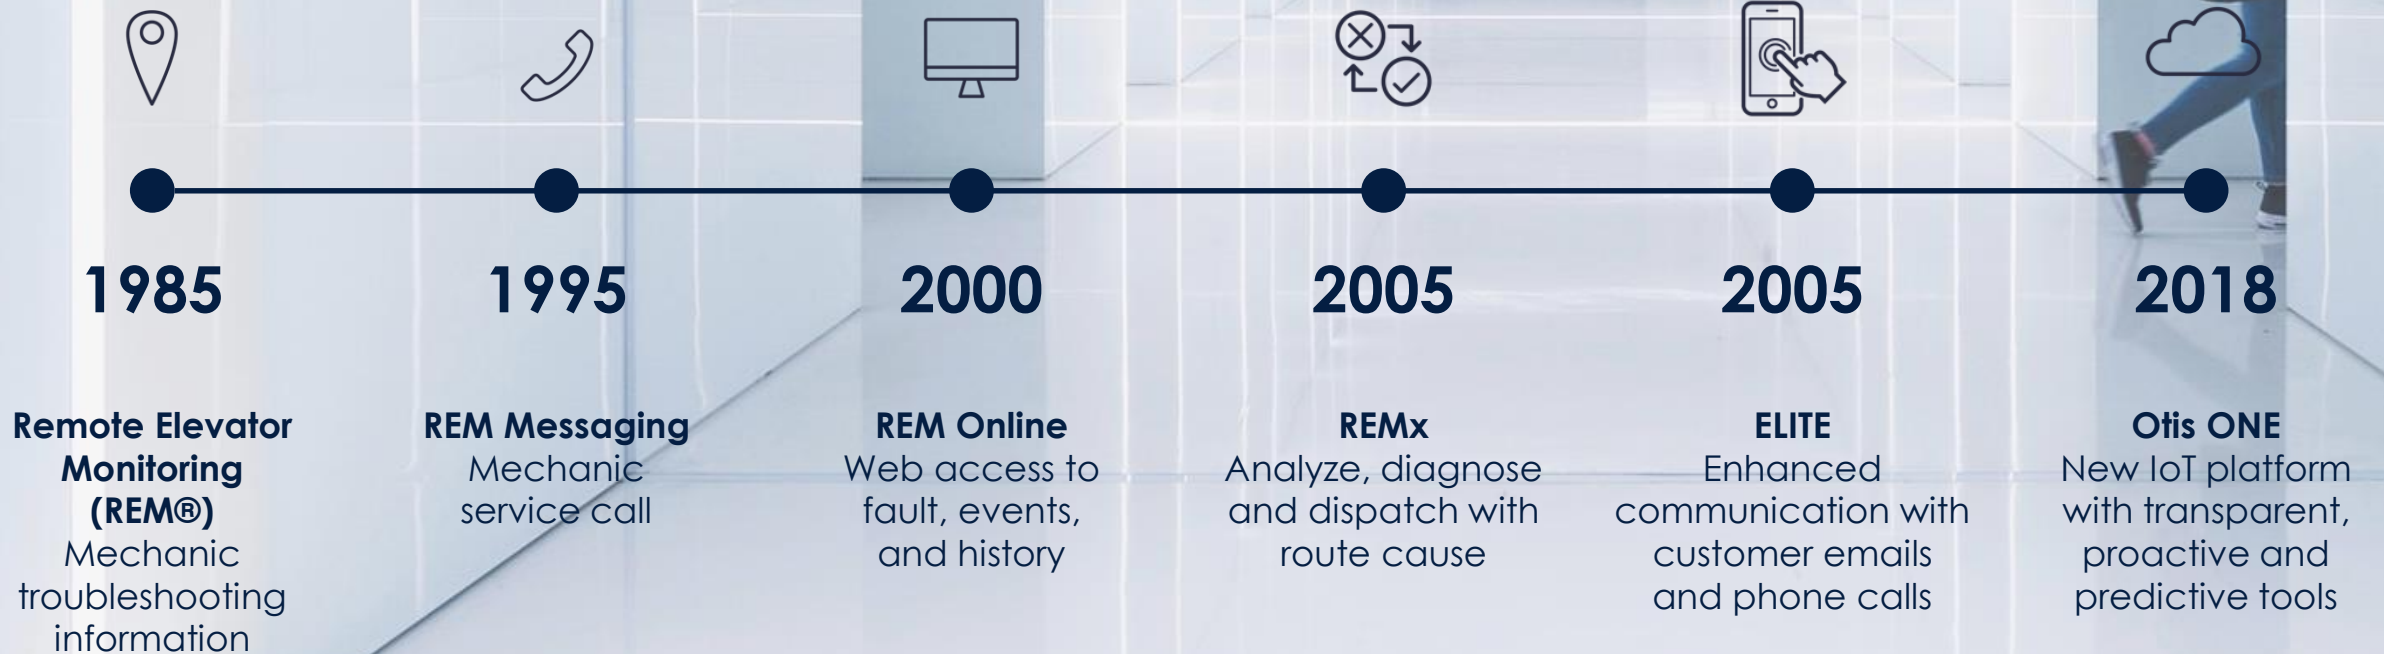 1985
Remote Elevator
Monitoring
(REM®)
Mechanic
troubleshooting
information
1995
REM Messaging
Mechanic
service call
2000
REM Online
Web access to
fault, events,
and history
2005
REMx
Analyze, diagnose
and dispatch with
route cause
2005
ELITE
Enhanced
communication with
customer emails
and phone calls
2018
Otis ONE
New IoT platform
with transparent,
proactive and
predictive tools